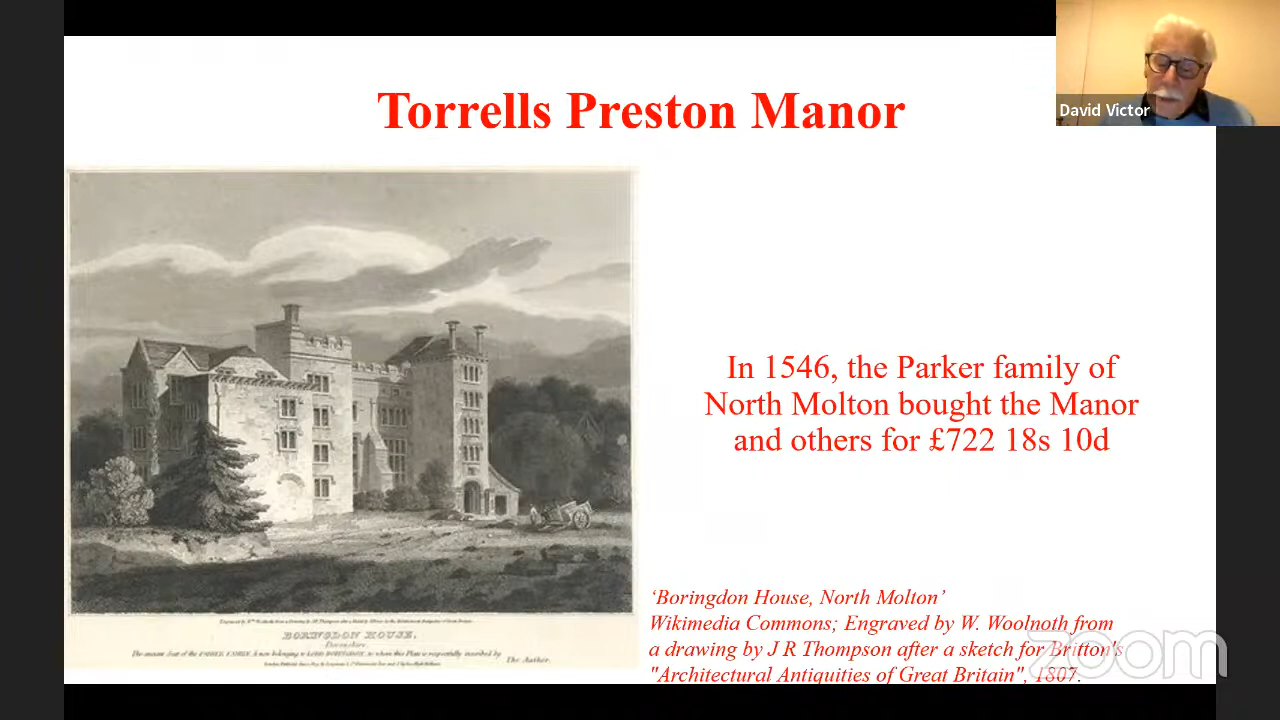 Torrells Preston Manor
David Victor
In 1546, the Parker family of
North Molton bought the Manor
and others for £722 18s 10d
BORINGDON HOUSE,
Devonshire.
The Author.
‘Boringdon House, North Molton’
Wikimedia Commons; Engraved by W. Woolnoth from
a drawing by J R Thompson after a sketch for Britton's
"Architectural Antiquities of Great Britain", 1807.
zoom